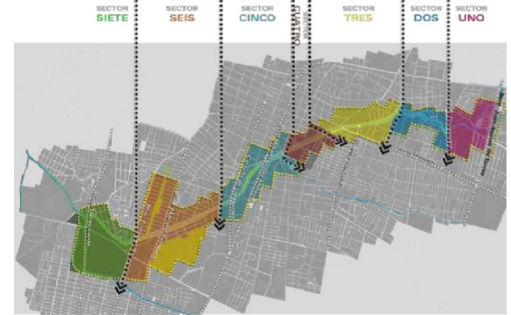 SECTOR
SIETE
SECTOR
SEIS
SECTOR
CINCO
SECTOR
CUATRO
SECTOR
TRES
SECTOR
DOS
SECTOR
UNO